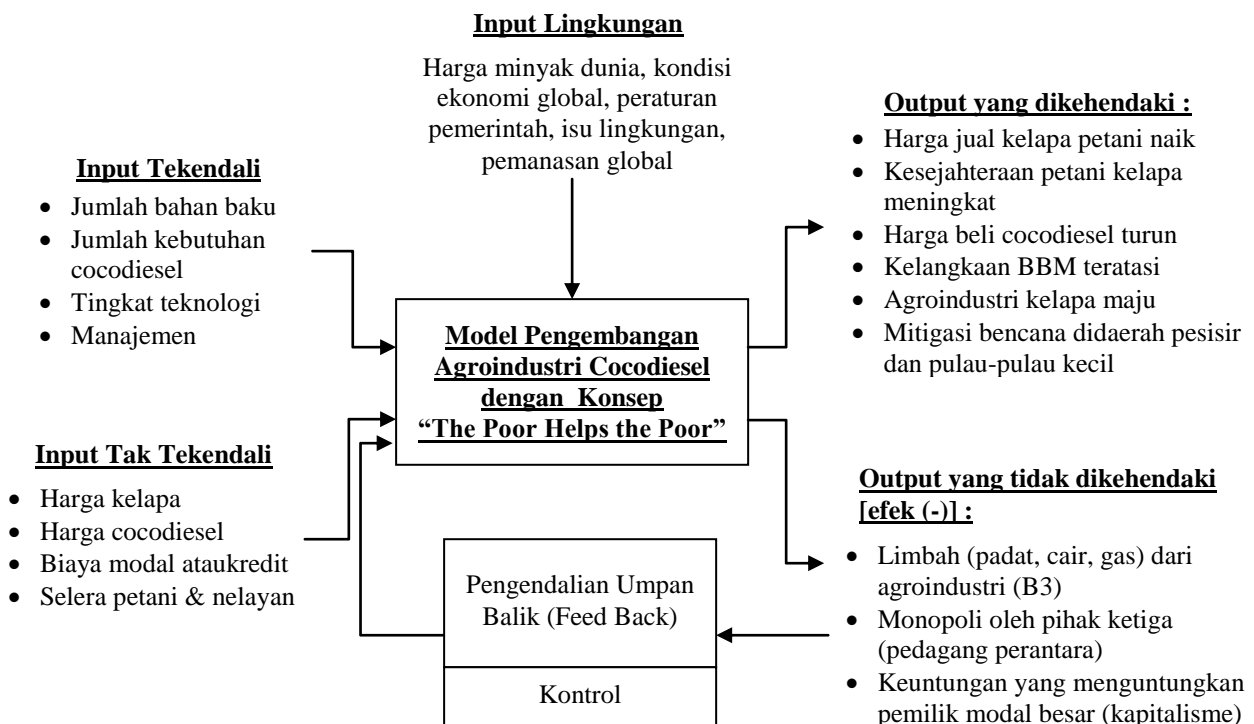 Input Lingkungan
Harga minyak dunia, kondisi
ekonomi global, peraturan
pemerintah, isu lingkungan,
pemanasan global
Input Tekendali
• Jumlah bahan baku
• Jumlah kebutuhan
cocodiesel
• Tingkat teknologi
• Manajemen
Output yang dikehendaki :
• Harga jual kelapa petani naik
• Kesejahteraan petani kelapa
meningkat
• Harga beli cocodiesel turun
• Kelangkaan BBM teratasi
• Agroindustri kelapa maju
• Mitigasi bencana didaerah pesisir
dan pulau-pulau kecil
Model Pengembangan
Agroindustri Cocodiesel
dengan Konsep
“The Poor Helps the Poor”
Input Tak Tekendali
• Harga kelapa
• Harga cocodiesel
• Biaya modal ataukredit
• Selera petani & nelayan
Output yang tidak dikehendaki
[efek (-)] :
• Limbah (padat, cair, gas) dari
agroindustri (B3)
• Monopoli oleh pihak ketiga
(pedagang perantara)
• Keuntungan yang menguntungkan
pemilik modal besar (kapitalisme)
Pengendalian Umpan
Balik (Feed Back)
Kontrol